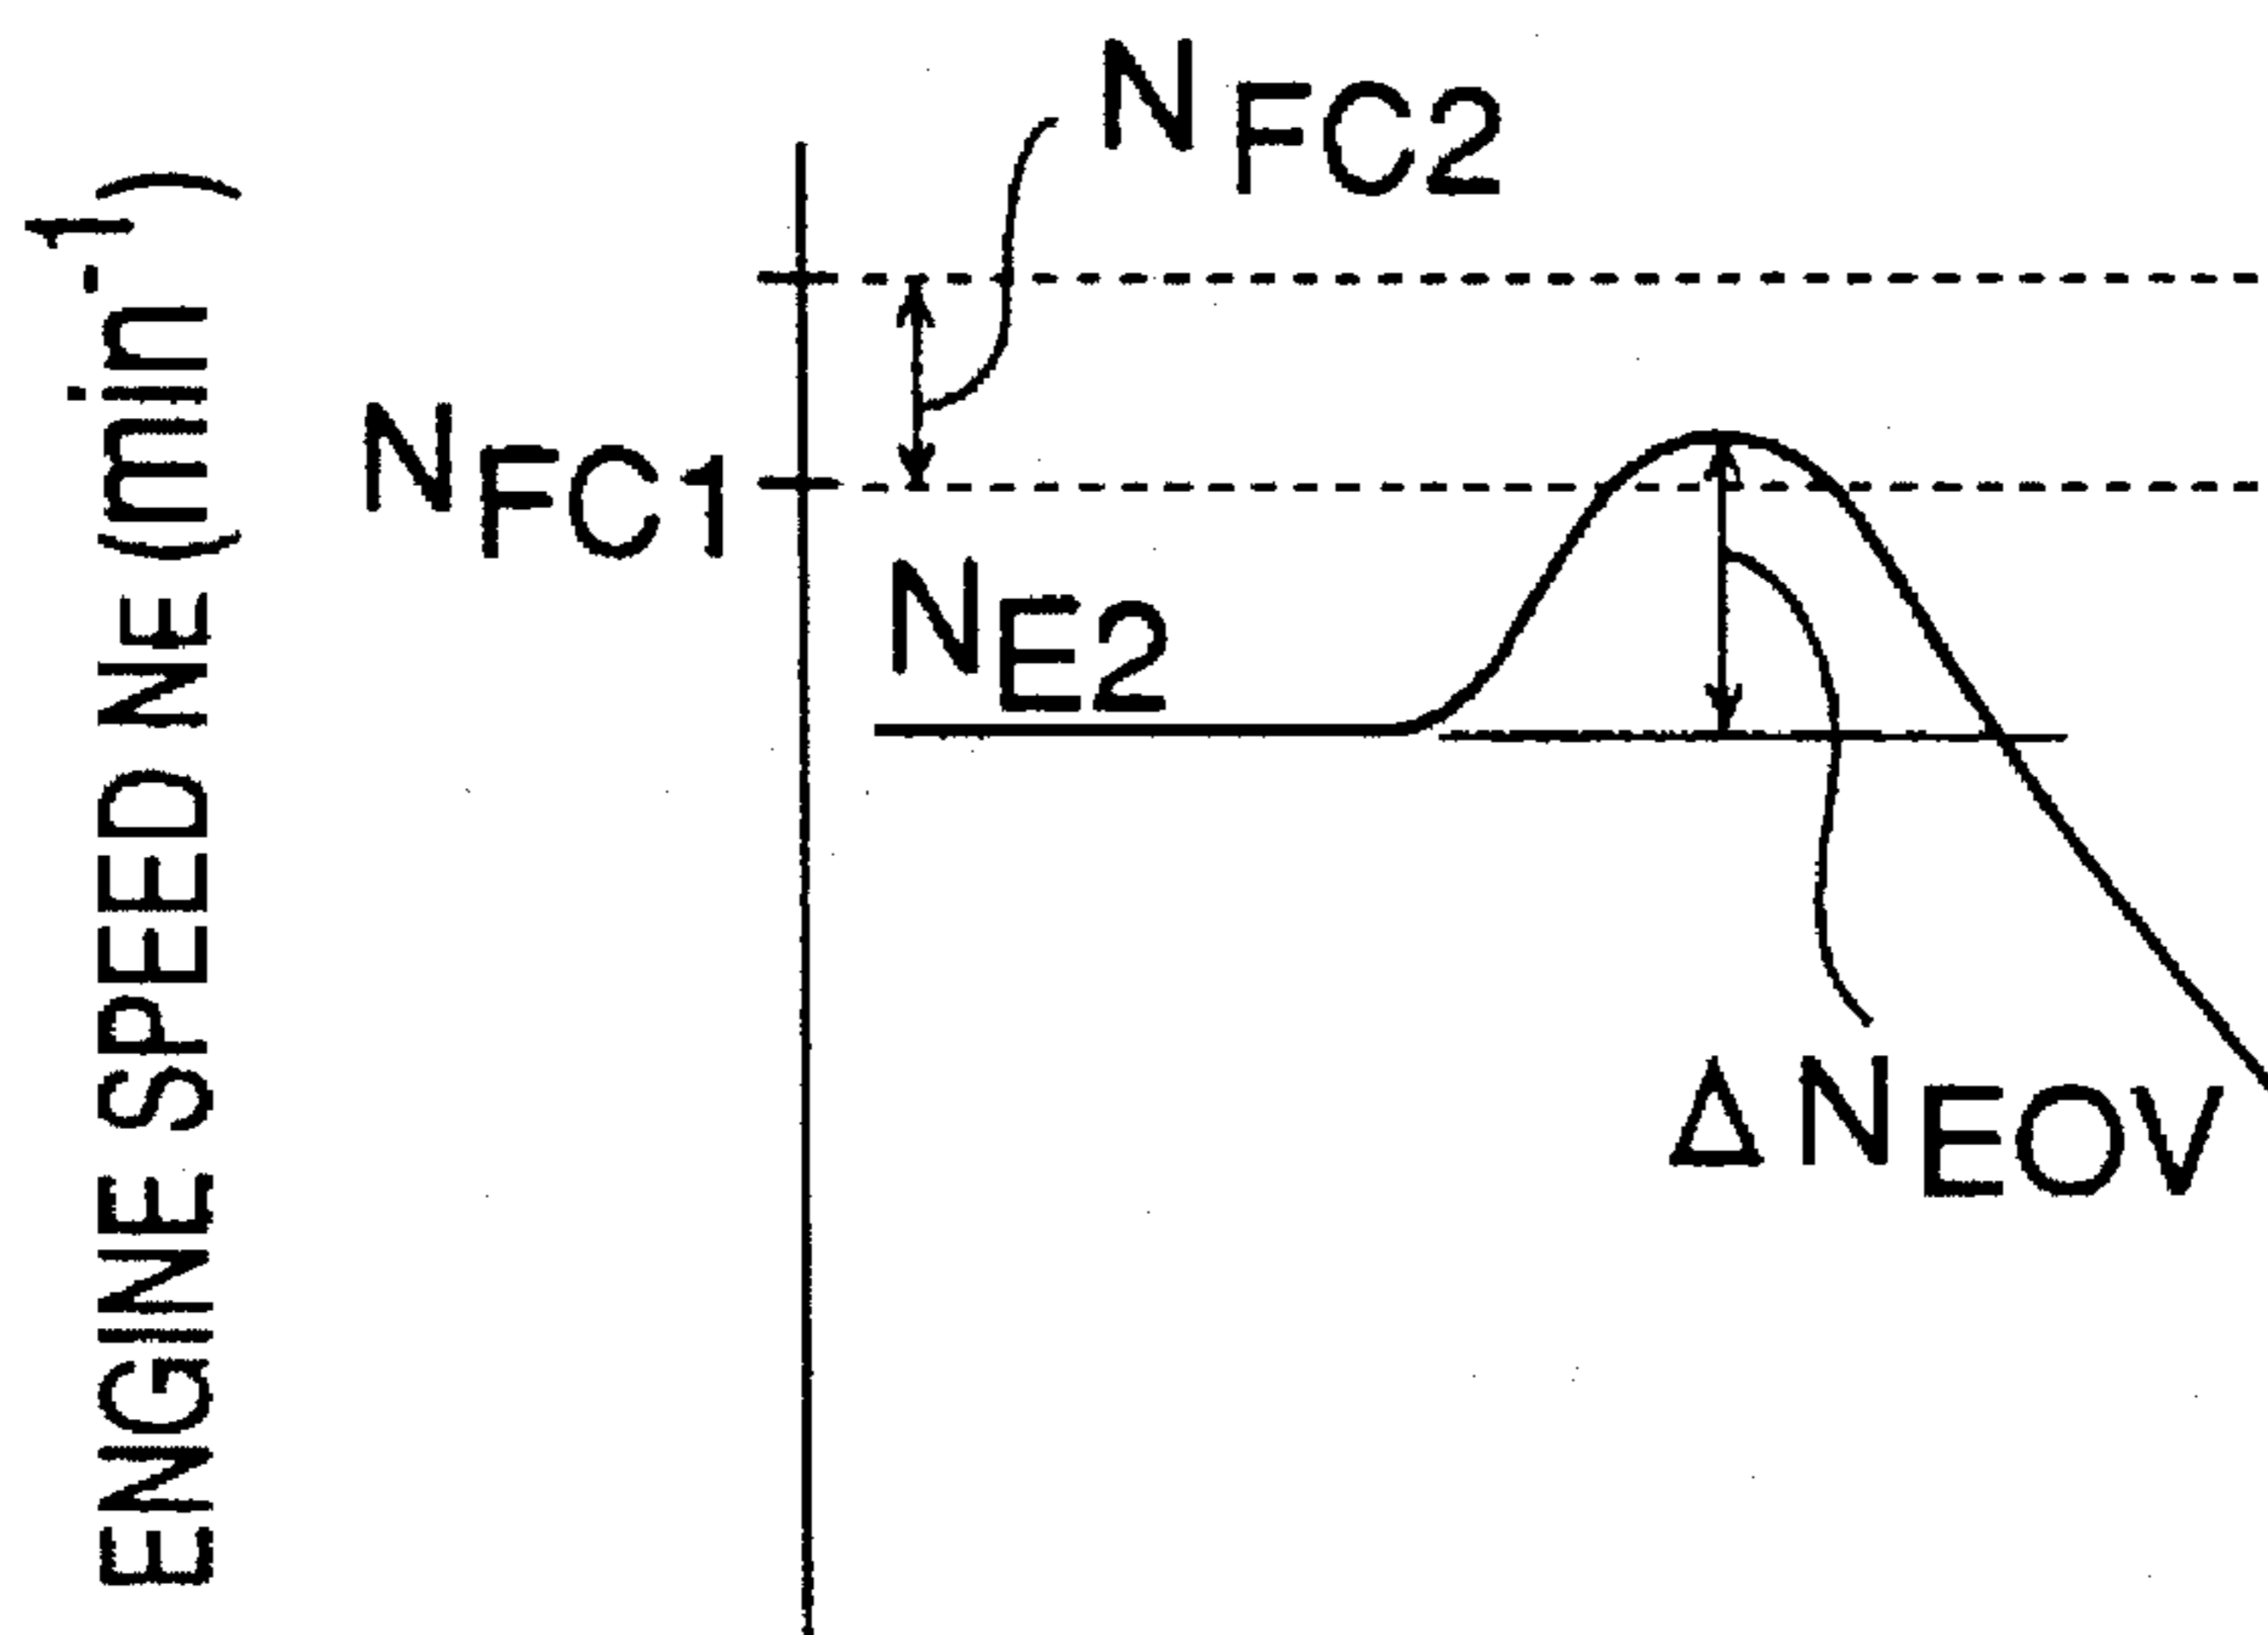 ENGINE SPEED NE (min-1)
NFC2
NFC1
NE2
ΔNEOV